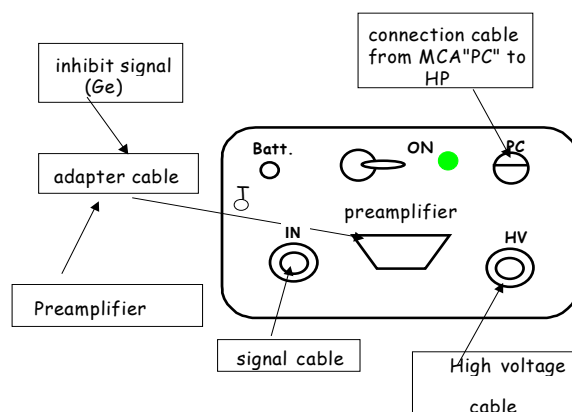 connection cable
from MCA"PC" to
HP
inhibit signal
(Ge)
Batt.
ON
PC
adapter cable
preamplifier
IN
HV
Preamplifier
signal cable
High voltage
cable